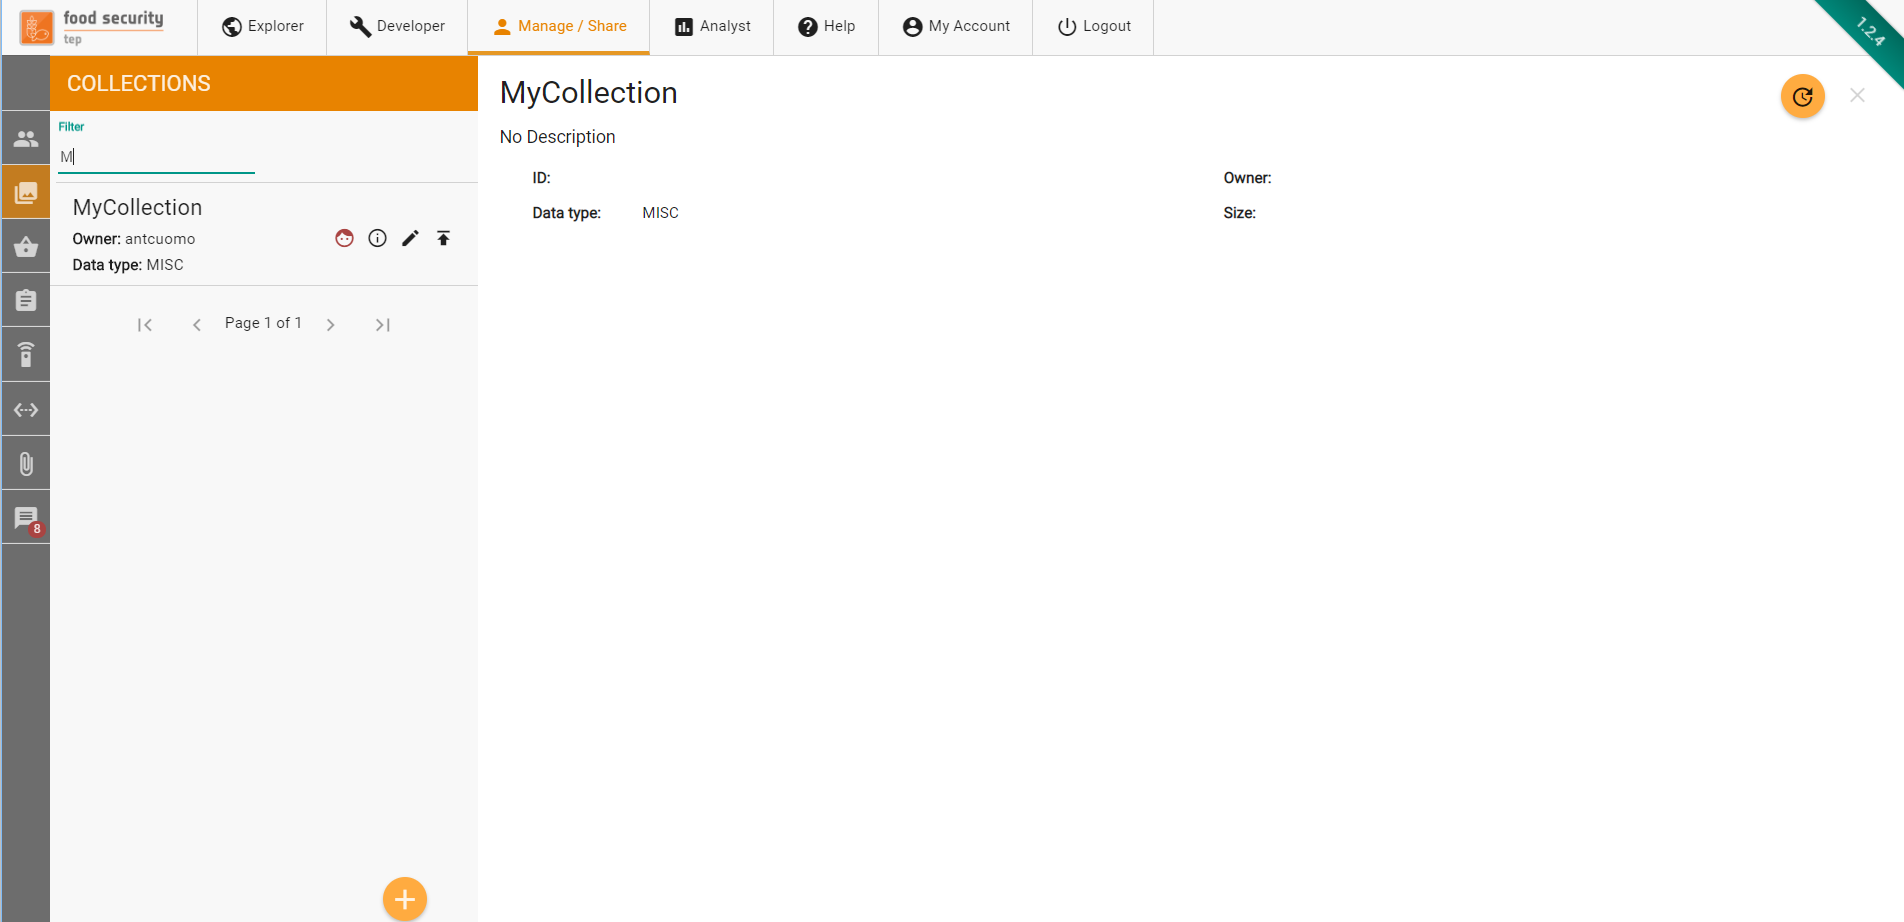 food security
tep
Explorer
Developer
Manage / Share
Analyst
Help
My Account
Logout
1.2.4
COLLECTIONS
Filter
M
MyCollection
Owner: antcuomo
Data type: MISC
Page 1 of 1
8
MyCollection
No Description
ID:
Owner:
Data type: MISC
Size: